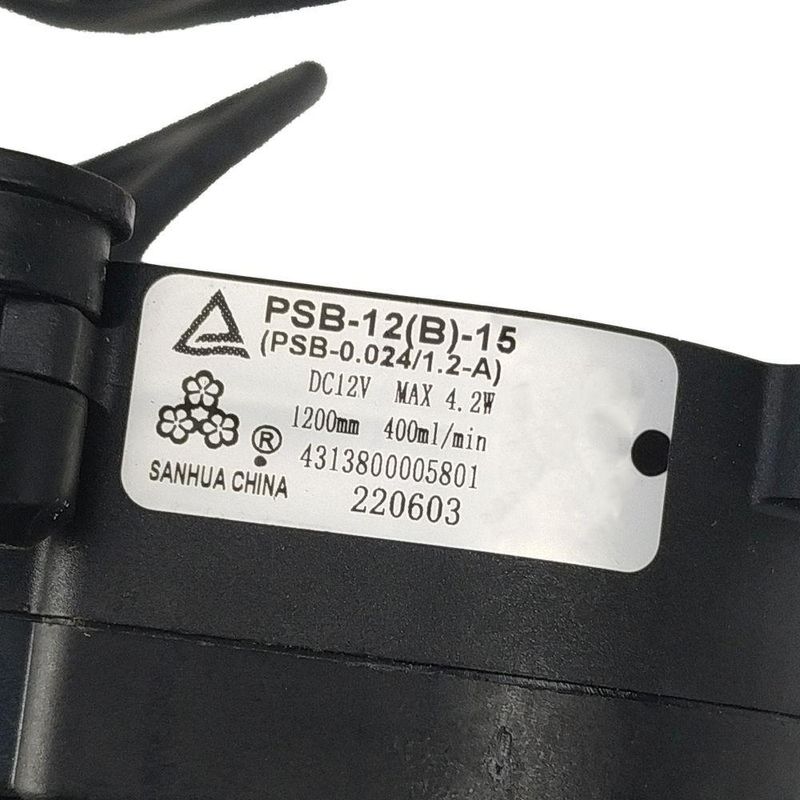 PSB-12(B)-15
(PSB-0.024/1.2-A)
DC12V MAX 4.2W
1200mm 400ml/min
4313800005801
220603
®
SANHUA CHINA